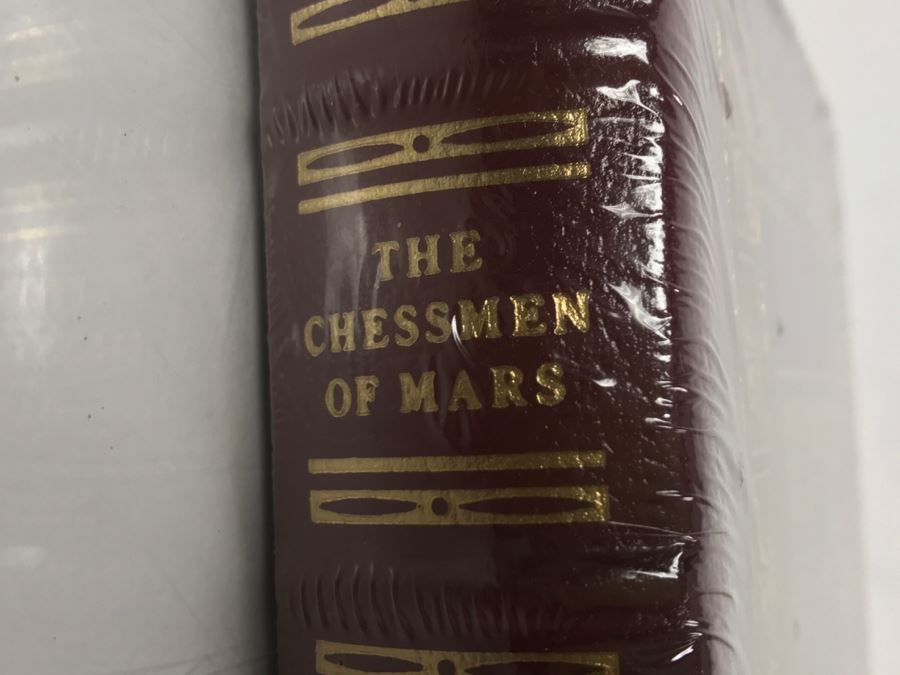 THE
CHESSMEN
OF MARS